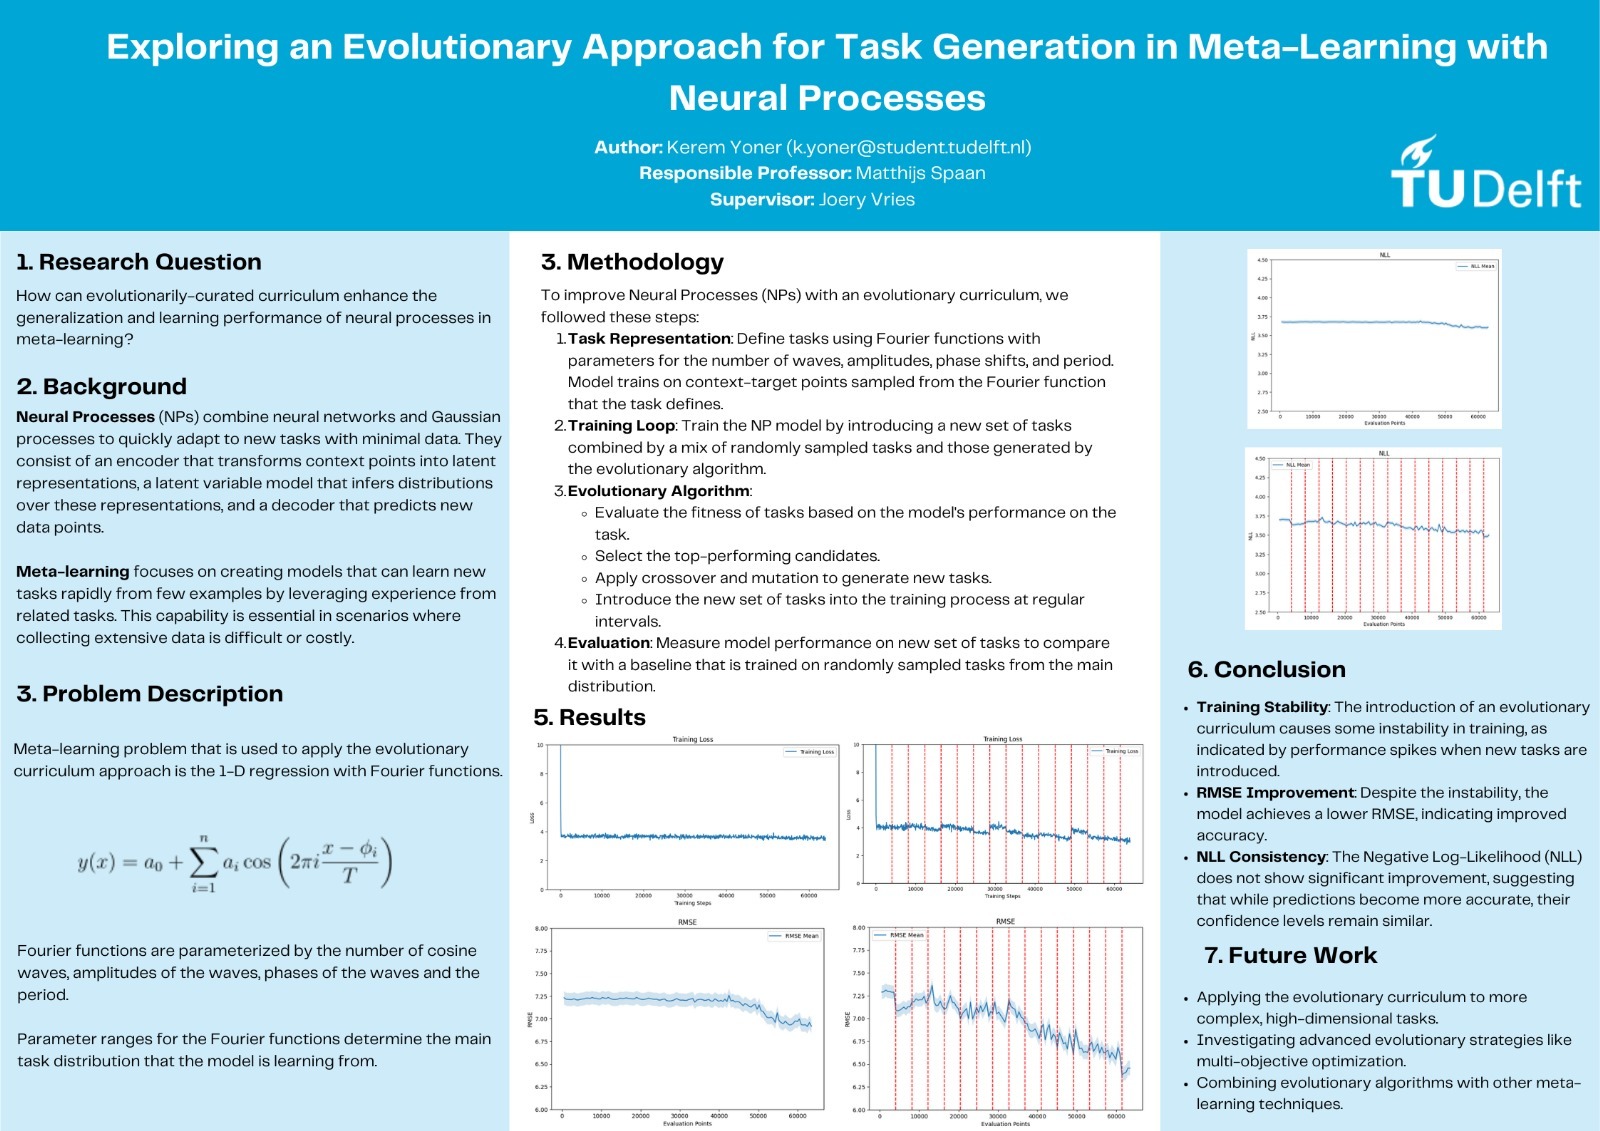 Exploring an Evolutionary Approach for Task Generation in Meta-Learning with
Neural Processes
Author: Kerem Yoner (k.yoner@student.tudelft.nl)
Responsible Professor: Matthijs Spaan
Supervisor: Joery Vries
TU Delft
1. Research Question
How can evolutionarily-curated curriculum enhance the
generalization and learning performance of neural processes in
meta-learning?
2. Background
Neural Processes (NPs) combine neural networks and Gaussian
processes to quickly adapt to new tasks with minimal data. They
consist of an encoder that transforms context points into latent
representations, a latent variable model that infers distributions
over these representations, and a decoder that predicts new
data points.
Meta-learning focuses on creating models that can learn new
tasks rapidly from few examples by leveraging experience from
related tasks. This capability is essential in scenarios where
collecting extensive data is difficult or costly.
3. Problem Description
Meta-learning problem that is used to apply the evolutionary
curriculum approach is the 1-D regression with Fourier functions.
y(x) = a₀ + ∑ⁿᵢ₌₁ aᵢ cos (2πi (x − ϕᵢ)/T)
Fourier functions are parameterized by the number of cosine
waves, amplitudes of the waves, phases of the waves and the
period.
Parameter ranges for the Fourier functions determine the main
task distribution that the model is learning from.
3. Methodology
To improve Neural Processes (NPs) with an evolutionary curriculum, we
followed these steps:
1. Task Representation: Define tasks using Fourier functions with
parameters for the number of waves, amplitudes, phase shifts, and period.
Model trains on context-target points sampled from the Fourier function
that the task defines.
2. Training Loop: Train the NP model by introducing a new set of tasks
combined by a mix of randomly sampled tasks and those generated by
the evolutionary algorithm.
3. Evolutionary Algorithm:
◦ Evaluate the fitness of tasks based on the model's performance on the
task.
◦ Select the top-performing candidates.
◦ Apply crossover and mutation to generate new tasks.
◦ Introduce the new set of tasks into the training process at regular
intervals.
4. Evaluation: Measure model performance on new set of tasks to compare
it with a baseline that is trained on randomly sampled tasks from the main
distribution.
5. Results
Training Loss
Training Loss
10
8
6
4
2
0
Loss
0 10000 20000 30000 40000 50000 60000
Training Steps
Training Loss
Training Loss
10
8
6
4
2
0
Loss
0 10000 20000 30000 40000 50000 60000
Training Steps
RMSE
RMSE Mean
8.00
7.75
7.50
7.25
7.00
6.75
6.50
6.25
6.00
RMSE
0 10000 20000 30000 40000 50000 60000
Evaluation Points
RMSE
RMSE Mean
8.00
7.75
7.50
7.25
7.00
6.75
6.50
6.25
6.00
RMSE
0 10000 20000 30000 40000 50000 60000
Evaluation Points
NLL
NLL Mean
4.50
4.25
4.00
3.75
3.50
3.25
3.00
2.75
2.50
NLL
0 10000 20000 30000 40000 50000 60000
Evaluation Points
NLL
NLL Mean
4.50
4.25
4.00
3.75
3.50
3.25
3.00
2.75
2.50
NLL
0 10000 20000 30000 40000 50000 60000
Evaluation Points
6. Conclusion
• Training Stability: The introduction of an evolutionary
curriculum causes some instability in training, as
indicated by performance spikes when new tasks are
introduced.
• RMSE Improvement: Despite the instability, the
model achieves a lower RMSE, indicating improved
accuracy.
• NLL Consistency: The Negative Log-Likelihood (NLL)
does not show significant improvement, suggesting
that while predictions become more accurate, their
confidence levels remain similar.
7. Future Work
• Applying the evolutionary curriculum to more
complex, high-dimensional tasks.
• Investigating advanced evolutionary strategies like
multi-objective optimization.
• Combining evolutionary algorithms with other meta-
learning techniques.